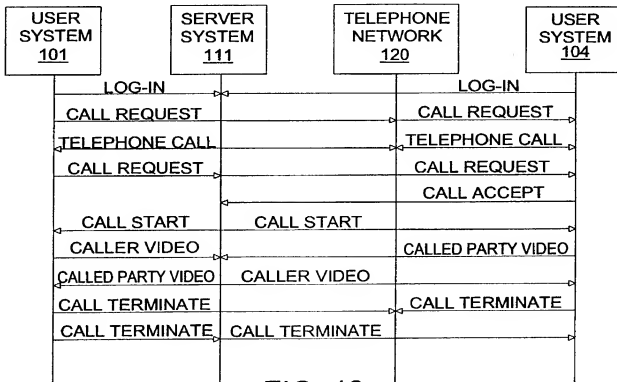 USER SYSTEM 101
SERVER SYSTEM 111
TELEPHONE NETWORK 120
USER SYSTEM 104
LOG-IN LOG-IN
CALL REQUEST CALL REQUEST
TELEPHONE CALL TELEPHONE CALL
CALL REQUEST CALL REQUEST
CALL ACCEPT
CALL START CALL START
CALLER VIDEO CALLED PARTY VIDEO
CALLED PARTY VIDEO CALLER VIDEO
CALL TERMINATE CALL TERMINATE
CALL TERMINATE CALL TERMINATE
FIG.